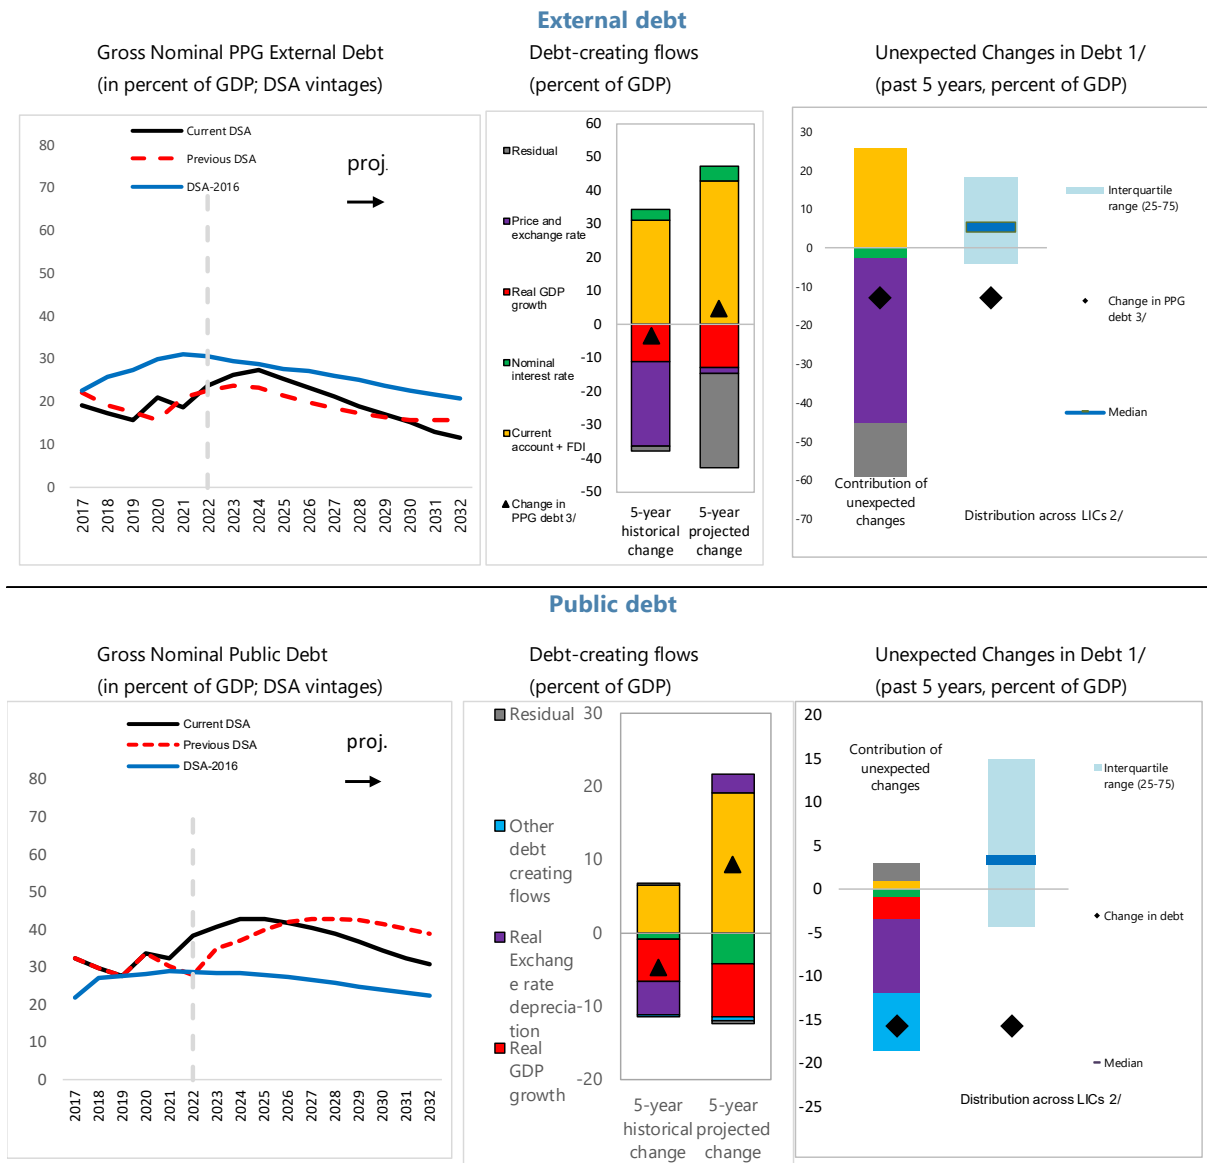 External debt
Gross Nominal PPG External Debt
(in percent of GDP; DSA vintages)
Debt-creating flows
(percent of GDP)
Unexpected Changes in Debt 1/
(past 5 years, percent of GDP)
Current DSA
Previous DSA
DSA-2016
proj.
80
70
60
50
40
30
20
10
0
2017
2018
2019
2020
2021
2022
2023
2024
2025
2026
2027
2028
2029
2030
2031
2032
Residual
Price and
exchange rate
Real GDP
growth
Nominal
interest rate
Current
account + FDI
Change in
PPG debt 3/
60
50
40
30
20
10
0
-10
-20
-30
-40
-50
5-year
historical
change
5-year
projected
change
30
20
10
0
-10
-20
-30
-40
-50
-60
-70
Contribution of
unexpected
changes
Distribution across LICs 2/
Interquartile
range (25-75)
Change in PPG
debt 3/
Median
Public debt
Gross Nominal Public Debt
(in percent of GDP; DSA vintages)
Debt-creating flows
(percent of GDP)
Unexpected Changes in Debt 1/
(past 5 years, percent of GDP)
Current DSA
Previous DSA
DSA-2016
proj.
80
70
60
50
40
30
20
10
0
2017
2018
2019
2020
2021
2022
2023
2024
2025
2026
2027
2028
2029
2030
2031
2032
Residual
Other
debt
creating
flows
Real
Exchang
e rate
deprecia
tion
Real
GDP
growth
30
20
10
0
-10
-20
5-year
historical
change
5-year
projected
change
20
15
10
5
0
-5
-10
-15
-20
-25
Contribution of
unexpected
changes
Interquartile
range (25-75)
Change in debt
Median
Distribution across LICs 2/